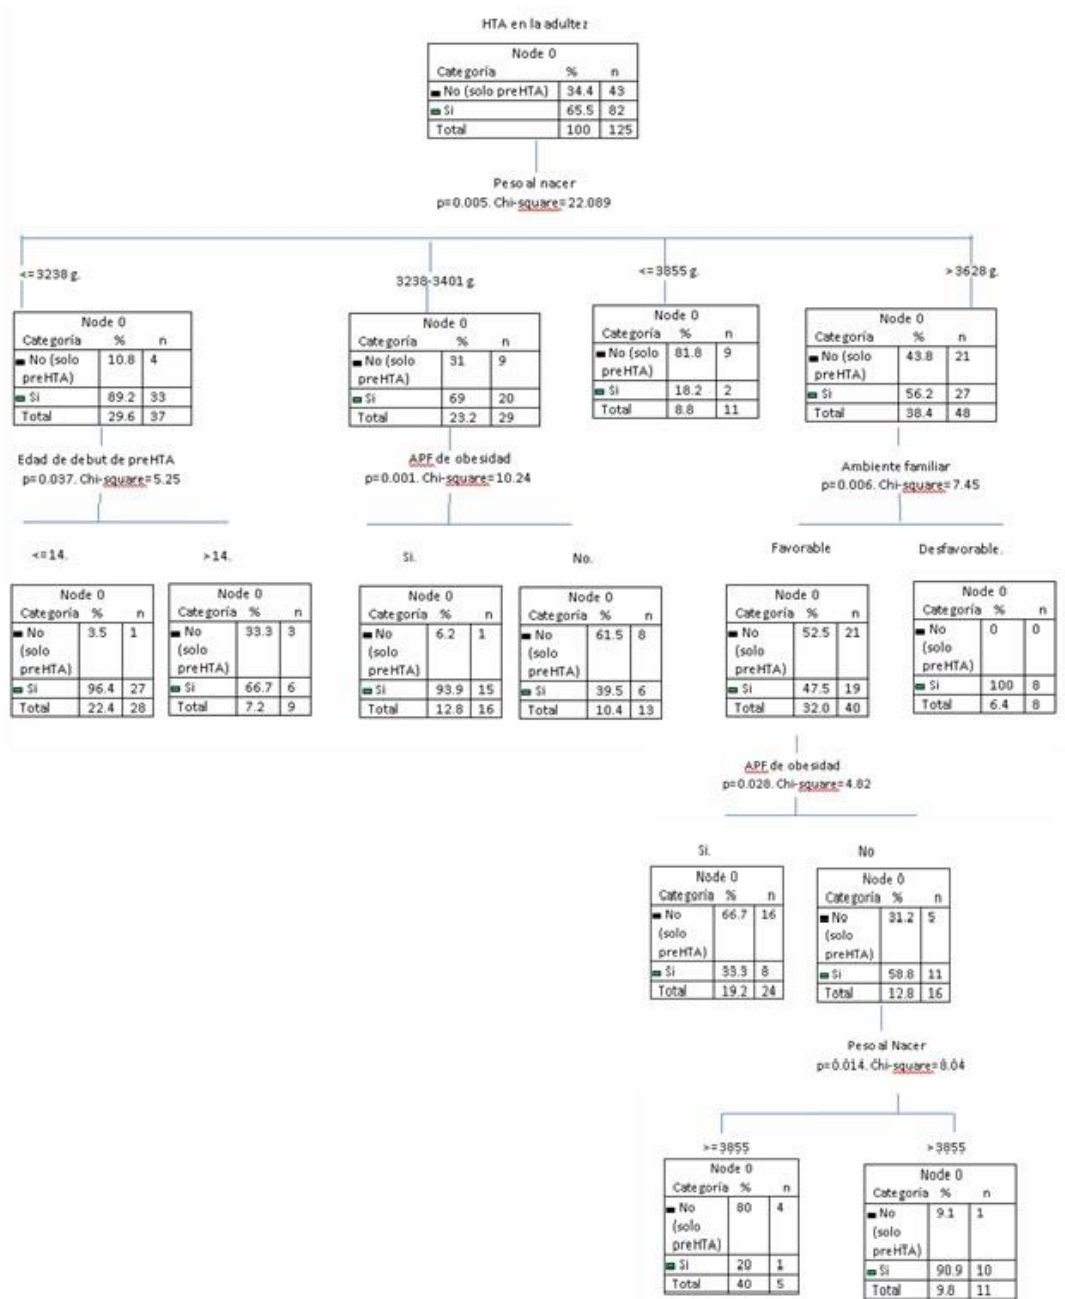 HTA en la adultez
Node 0
Categoría % n
No (solo preHTA) 34.4 43
Si 65.5 82
Total 100 125
Peso al nacer
p=0.005. Chi-square=22.089
<=3238 g.
3238-3401 g
<=3855 g.
>3628 g.
Node 0
Categoría % n
No (solo preHTA) 10.8 4
Si 89.2 33
Total 29.6 37
Node 0
Categoría % n
No (solo preHTA) 31 9
Si 69 20
Total 23.2 29
Node 0
Categoría % n
No (solo preHTA) 81.8 9
Si 18.2 2
Total 8.8 11
Node 0
Categoría % n
No (solo preHTA) 43.8 21
Si 56.2 27
Total 38.4 48
Edad de debut de preHTA
p=0.037. Chi-square=5.25
APF de obesidad
p=0.001. Chi-square=10.24
Ambiente familiar
p=0.006. Chi-square=7.45
<=14.
>14.
Si.
No.
Favorable
Desfavorable.
Node 0
Categoría % n
No (solo preHTA) 3.5 1
Si 96.4 27
Total 22.4 28
Node 0
Categoría % n
No (solo preHTA) 33.3 3
Si 66.7 6
Total 7.2 9
Node 0
Categoría % n
No (solo preHTA) 6.2 1
Si 93.9 15
Total 12.8 16
Node 0
Categoría % n
No (solo preHTA) 61.5 8
Si 39.5 6
Total 10.4 13
Node 0
Categoría % n
No (solo preHTA) 52.5 21
Si 47.5 19
Total 32.0 40
Node 0
Categoría % n
No (solo preHTA) 0 0
Si 100 8
Total 6.4 8
APF de obesidad
p=0.028. Chi-square=4.82
Si.
No
Node 0
Categoría % n
No (solo preHTA) 66.7 16
Si 33.3 8
Total 19.2 24
Node 0
Categoría % n
No (solo preHTA) 31.2 5
Si 58.8 11
Total 12.8 16
Peso al Nacer
p=0.014. Chi-square=8.04
>=3855
>3855
Node 0
Categoría % n
No (solo preHTA) 80 4
Si 20 1
Total 40 5
Node 0
Categoría % n
No (solo preHTA) 9.1 1
Si 90.9 10
Total 9.8 11